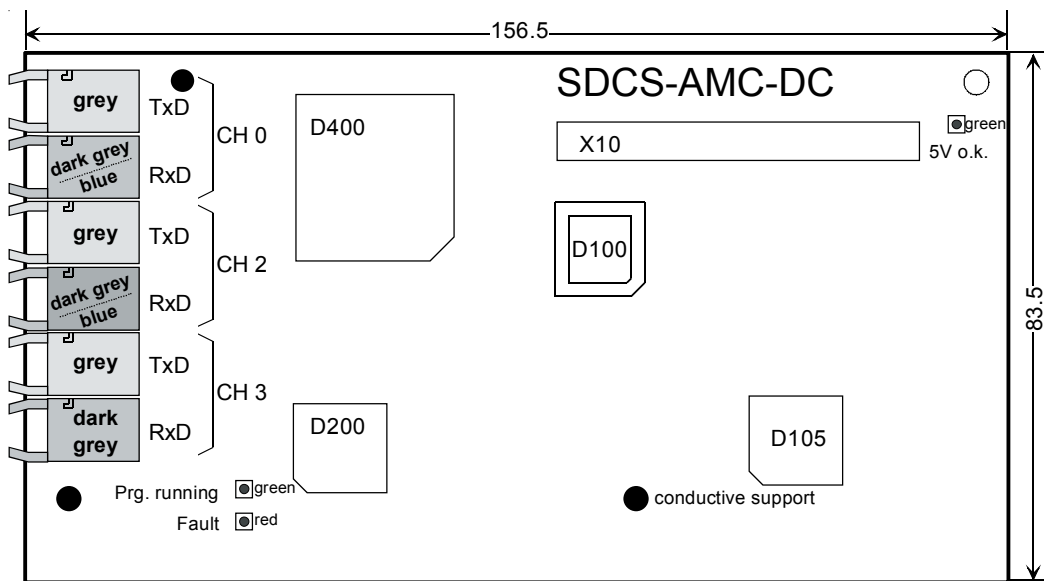 156.5
SDCS-AMC-DC
grey
TxD
CH 0
D400
X10
green
5V o.k.
dark grey
blue
RxD
grey
TxD
CH 2
D100
dark grey
blue
RxD
83.5
grey
TxD
CH 3
dark
grey
RxD
D200
D105
Prg. running
green
conductive support
Fault
red